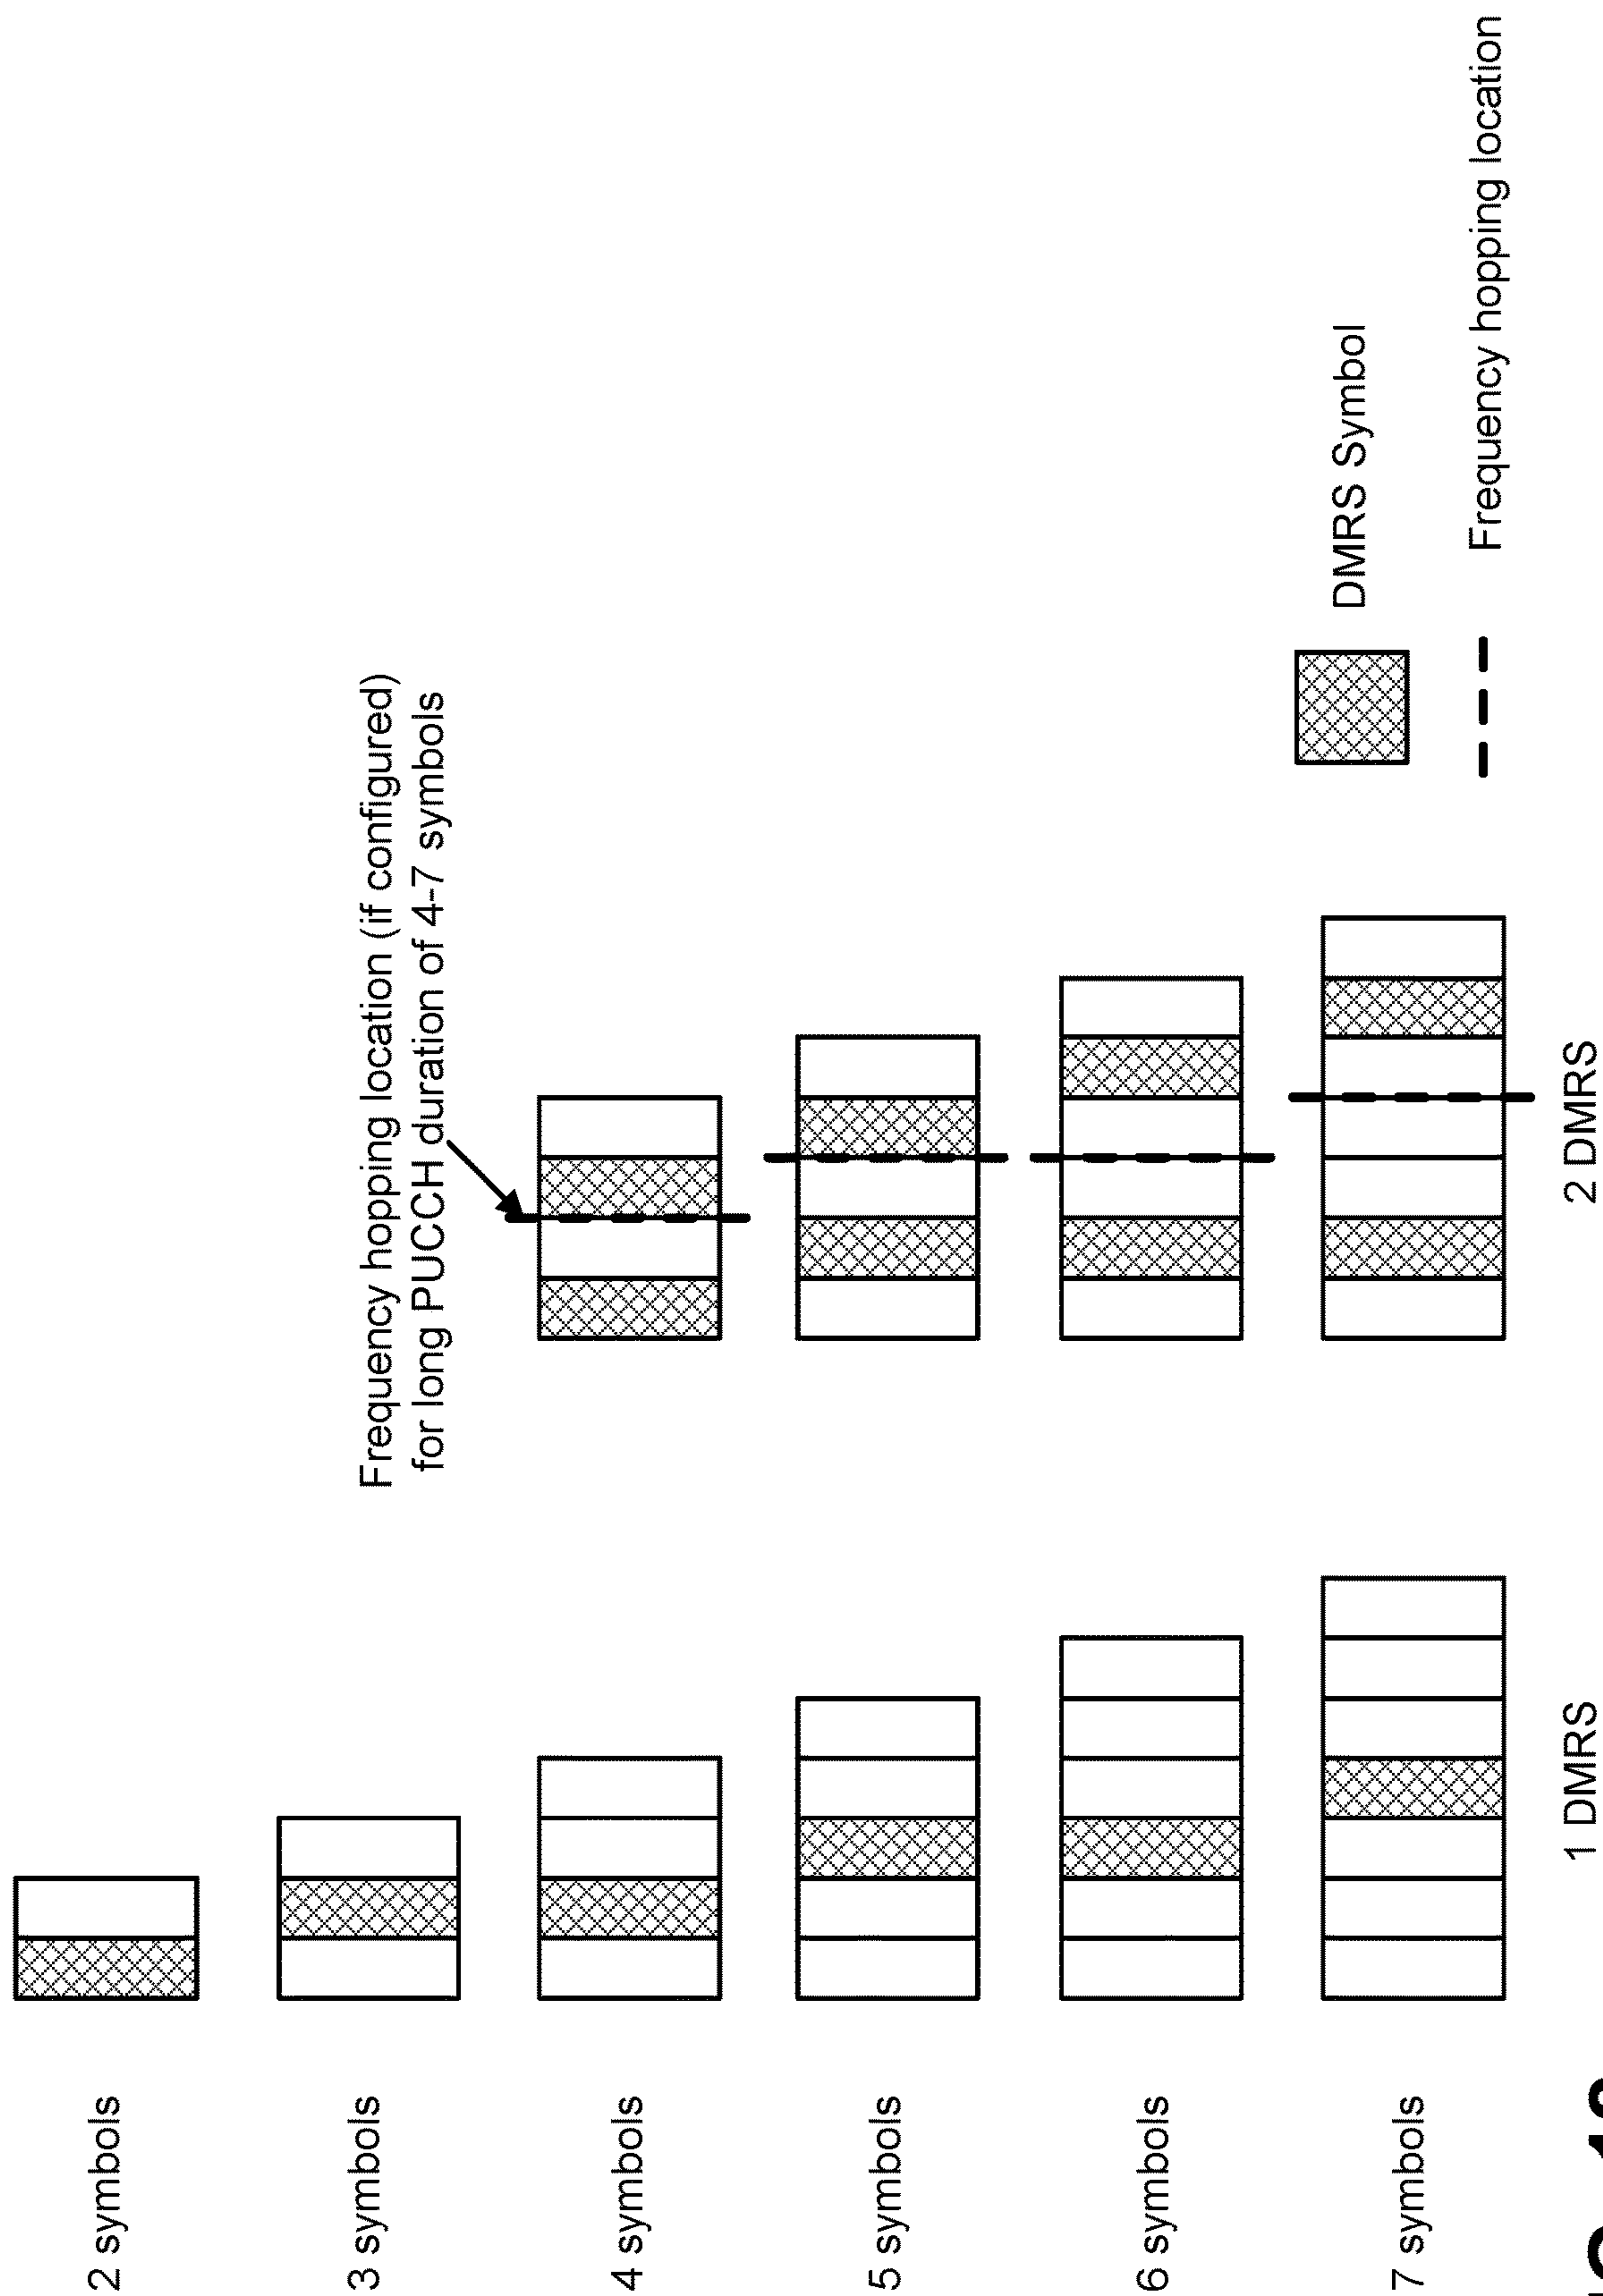 2 symbols
3 symbols
Frequency hopping location (if configured)
for long PUCCH duration of 4-7 symbols
4 symbols
5 symbols
6 symbols
7 symbols
DMRS Symbol
Frequency hopping location
1 DMRS
2 DMRS